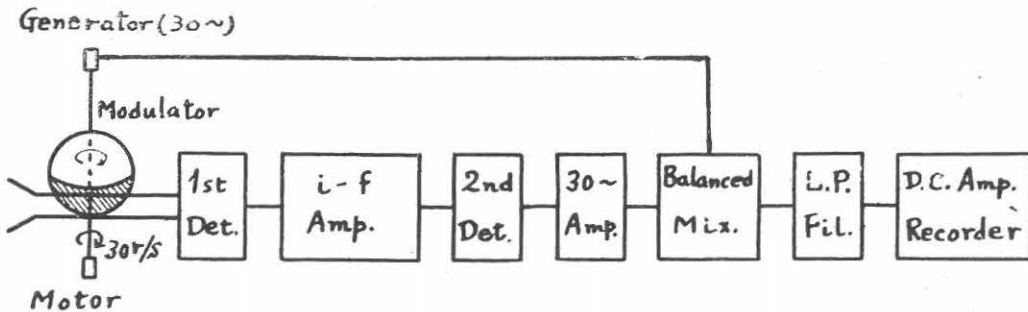 Generator (30~)
Modulator
1st
Det.
i-f
Amp.
2nd
Det.
30~
Amp.
Balanced
Mix.
L.P.
Fil.
D.C. Amp.
Recorder
30r/s
Motor